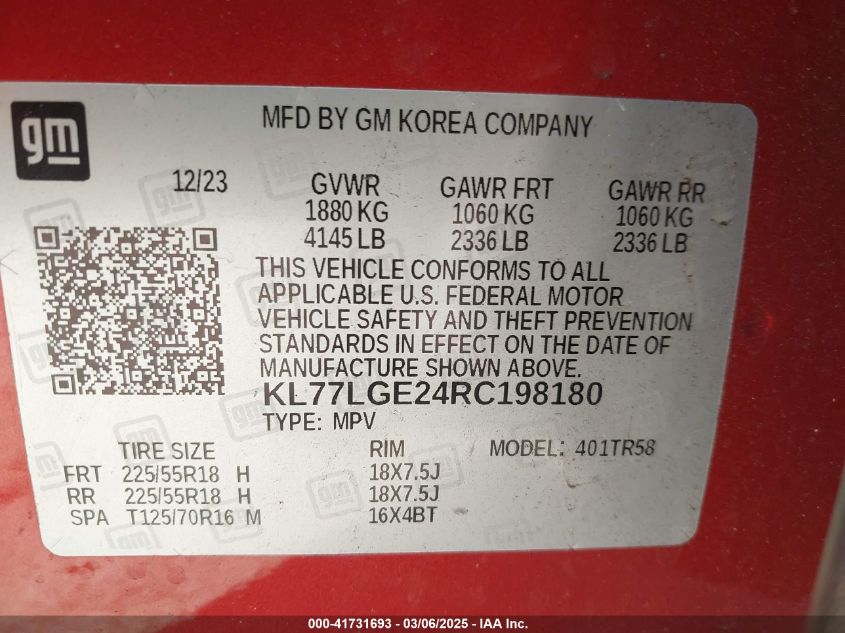 gm
MFD BY GM KOREA COMPANY
12/23 GVWR GAWR FRT GAWR RR
1880 KG 1060 KG 1060 KG
4145 LB 2336 LB 2336 LB
THIS VEHICLE CONFORMS TO ALL
APPLICABLE U.S. FEDERAL MOTOR
VEHICLE SAFETY AND THEFT PREVENTION
STANDARDS IN EFFECT ON THE DATE OF
MANUFACTURE SHOWN ABOVE.
KL77LGE24RC198180
TYPE: MPV
TIRE SIZE RIM MODEL: 401TR58
FRT 225/55R18 H 18X7.5J
RR 225/55R18 H 18X7.5J
SPA T125/70R16 M 16X4BT
000-41731693 - 03/06/2025 - IAA Inc.